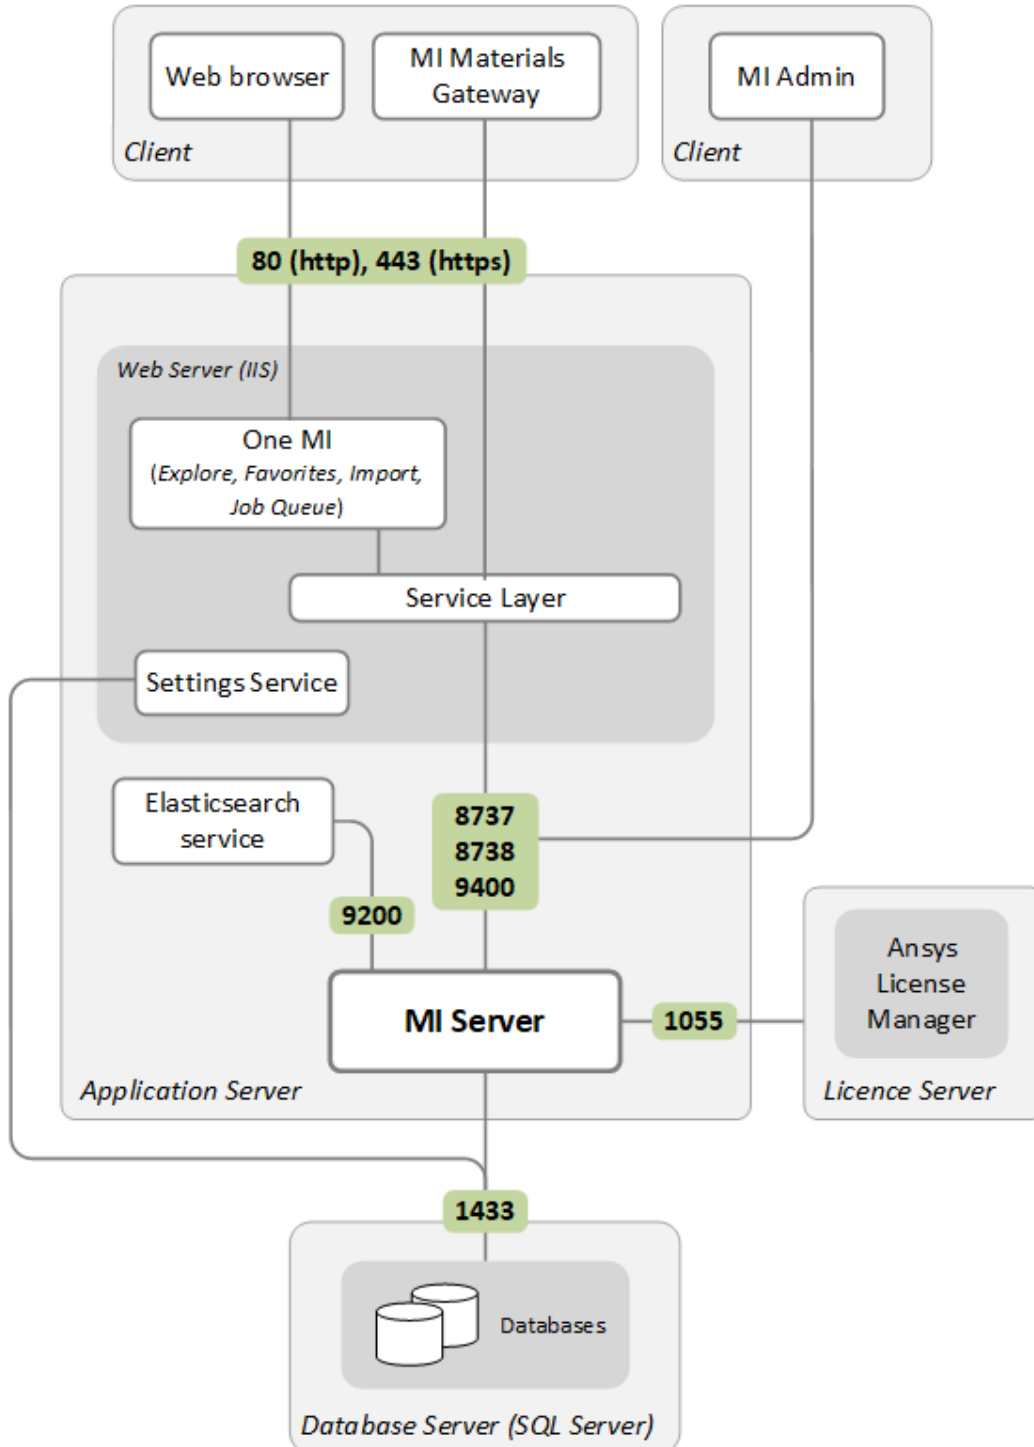 Web browser
MI Materials
Gateway
Client
MI Admin
Client
80 (http), 443 (https)
Web Server (IIS)
One MI
(Explore, Favorites, Import,
Job Queue)
Service Layer
Settings Service
Elasticsearch
service
8737
8738
9400
9200
MI Server
1055
Ansys
License
Manager
Application Server
Licence Server
1433
Databases
Database Server (SQL Server)